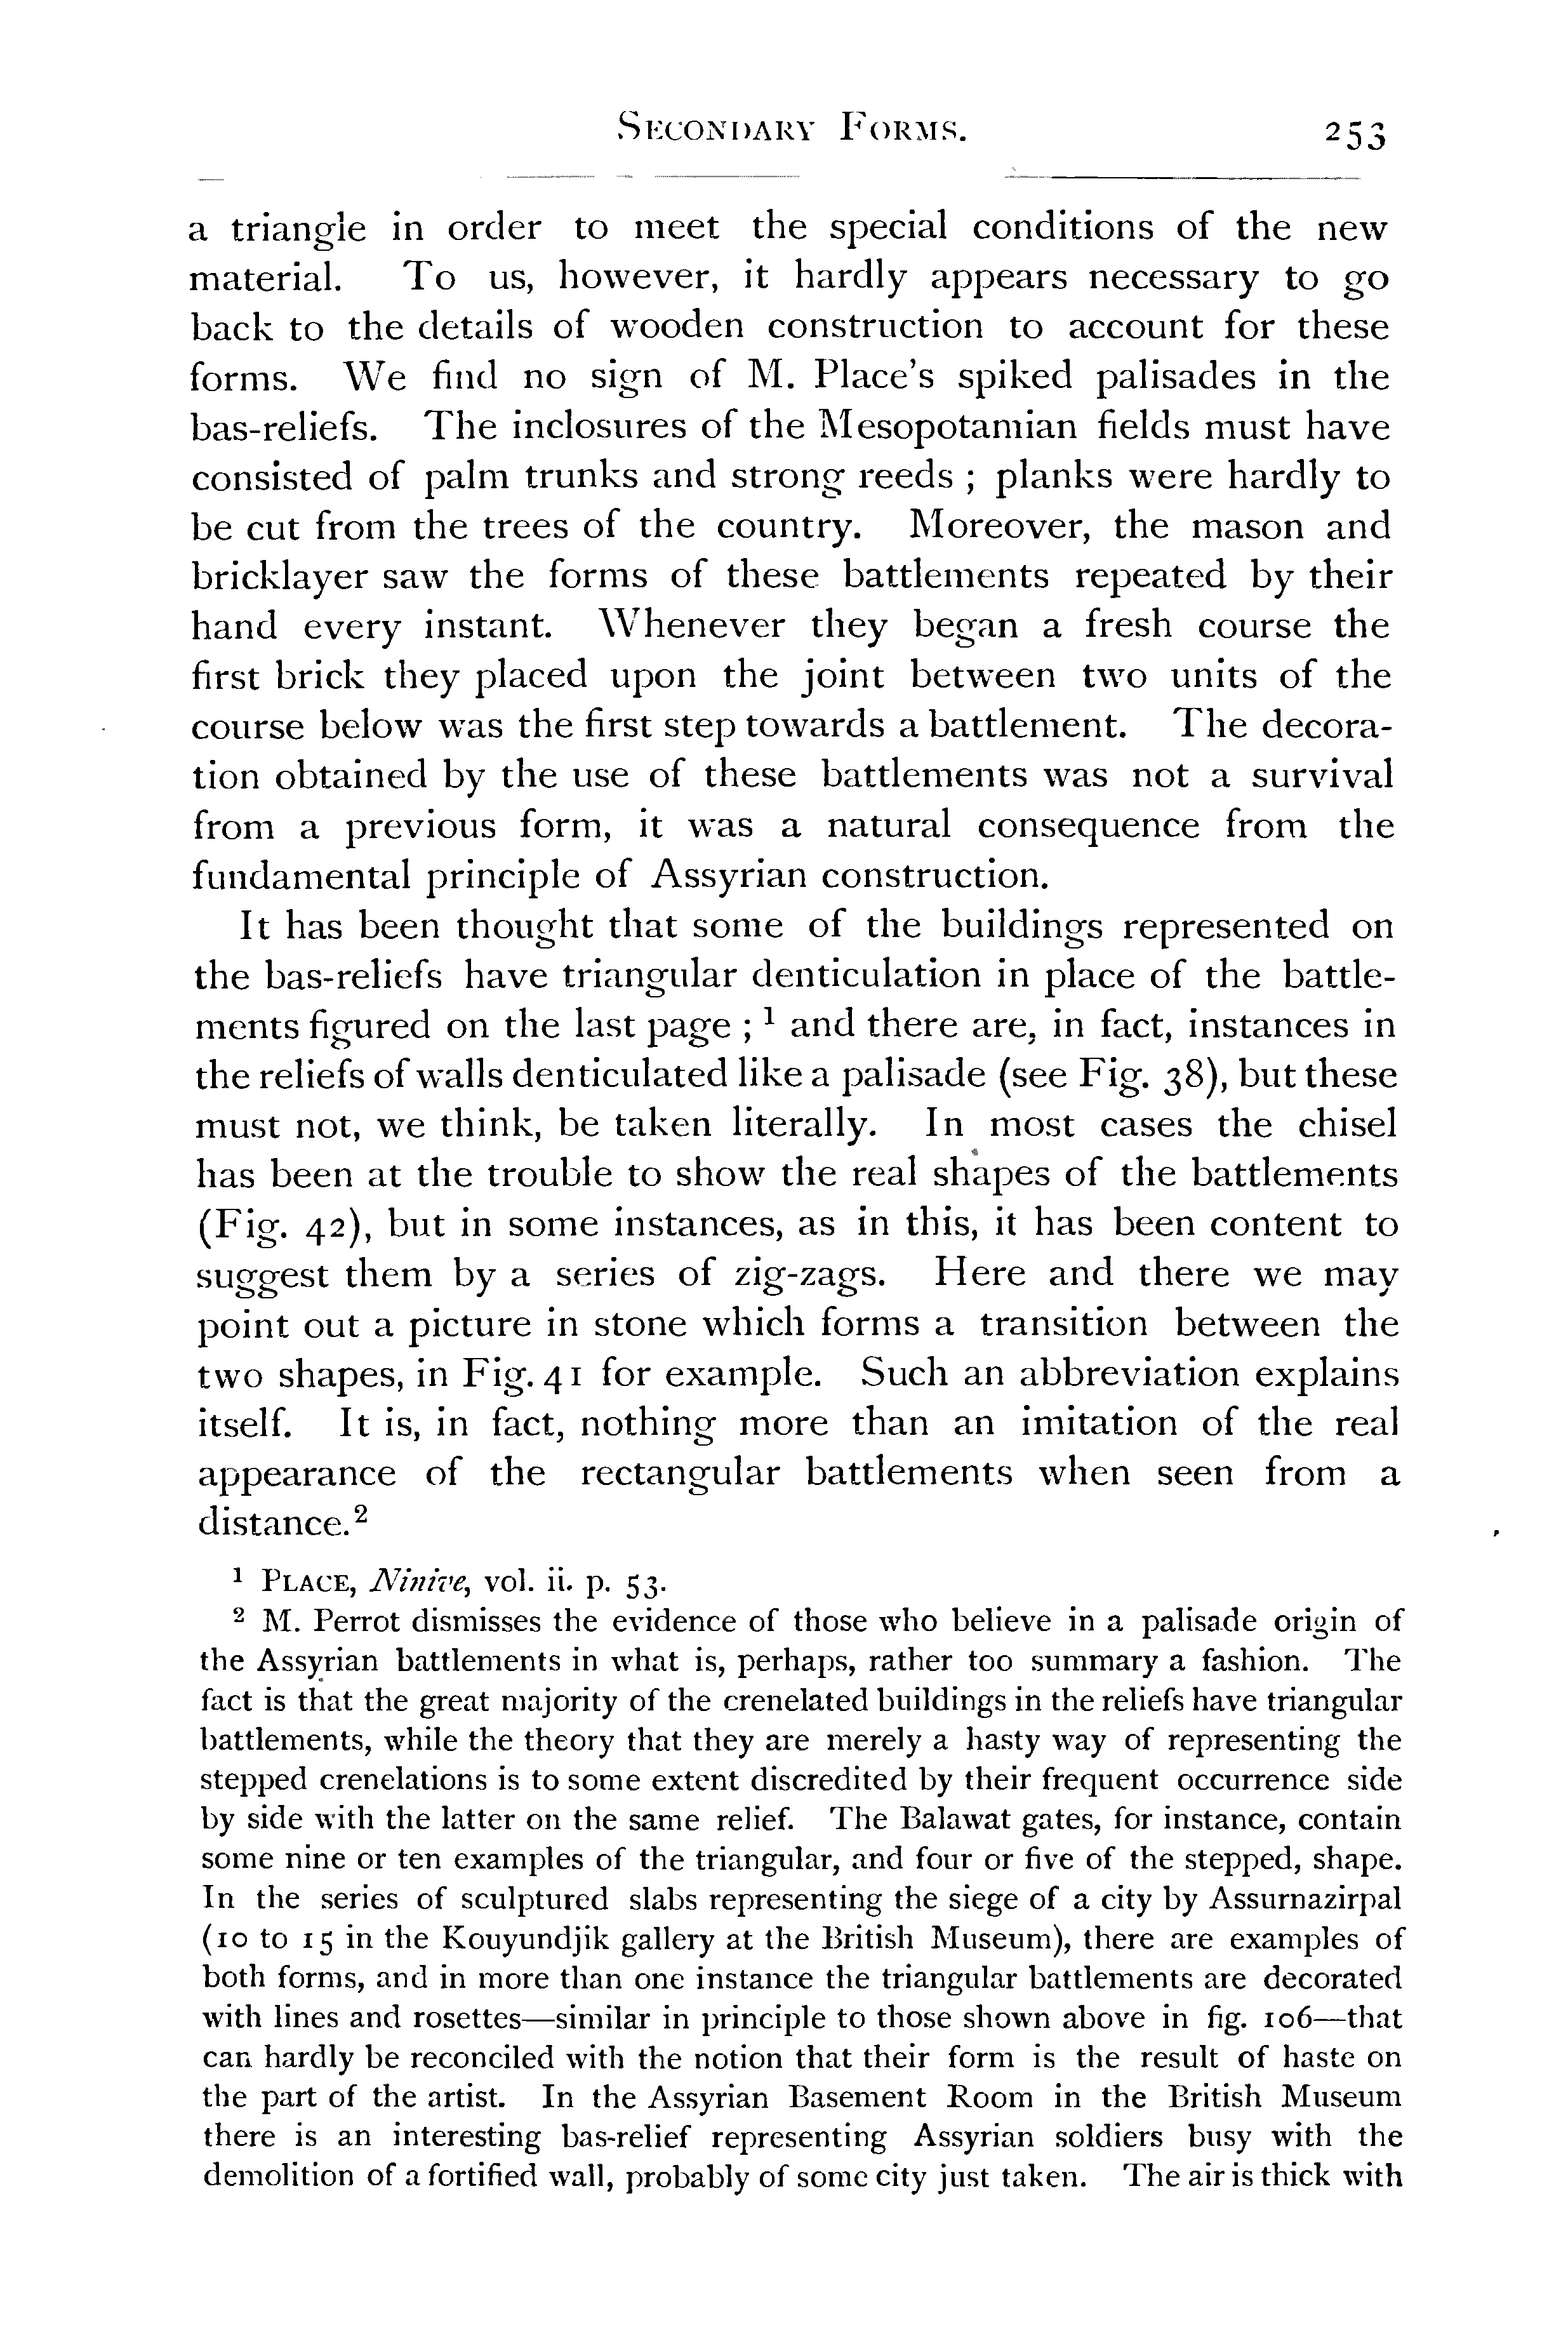 SECONDARY FORMS. 253
a triangle in order to meet the special conditions of the new
material. To us, however, it hardly appears necessary to go
back to the details of wooden construction to account for these
forms. We find no sign of M. Place's spiked palisades in the
bas-reliefs. The inclosures of the Mesopotamian fields must have
consisted of palm trunks and strong reeds ; planks were hardly to
be cut from the trees of the country. Moreover, the mason and
bricklayer saw the forms of these battlements repeated by their
hand every instant. Whenever they began a fresh course the
first brick they placed upon the joint between two units of the
course below was the first step towards a battlement. The decora-
tion obtained by the use of these battlements was not a survival
from a previous form, it was a natural consequence from the
fundamental principle of Assyrian construction.
It has been thought that some of the buildings represented on
the bas-reliefs have triangular denticulation in place of the battle-
ments figured on the last page ; ¹ and there are, in fact, instances in
the reliefs of walls denticulated like a palisade (see Fig. 38), but these
must not, we think, be taken literally. In most cases the chisel
has been at the trouble to show the real shapes of the battlements
(Fig. 42), but in some instances, as in this, it has been content to
suggest them by a series of zig-zags. Here and there we may
point out a picture in stone which forms a transition between the
two shapes, in Fig. 41 for example. Such an abbreviation explains
itself. It is, in fact, nothing more than an imitation of the real
appearance of the rectangular battlements when seen from a
distance.²
¹ PLACE, Ninive, vol. ii. p. 53.
² M. Perrot dismisses the evidence of those who believe in a palisade origin of
the Assyrian battlements in what is, perhaps, rather too summary a fashion. The
fact is that the great majority of the crenelated buildings in the reliefs have triangular
battlements, while the theory that they are merely a hasty way of representing the
stepped crenelations is to some extent discredited by their frequent occurrence side
by side with the latter on the same relief. The Balawat gates, for instance, contain
some nine or ten examples of the triangular, and four or five of the stepped, shape.
In the series of sculptured slabs representing the siege of a city by Assurnazirpal
(10 to 15 in the Kouyundjik gallery at the British Museum), there are examples of
both forms, and in more than one instance the triangular battlements are decorated
with lines and rosettes—similar in principle to those shown above in fig. 106—that
can hardly be reconciled with the notion that their form is the result of haste on
the part of the artist. In the Assyrian Basement Room in the British Museum
there is an interesting bas-relief representing Assyrian soldiers busy with the
demolition of a fortified wall, probably of some city just taken. The air is thick with